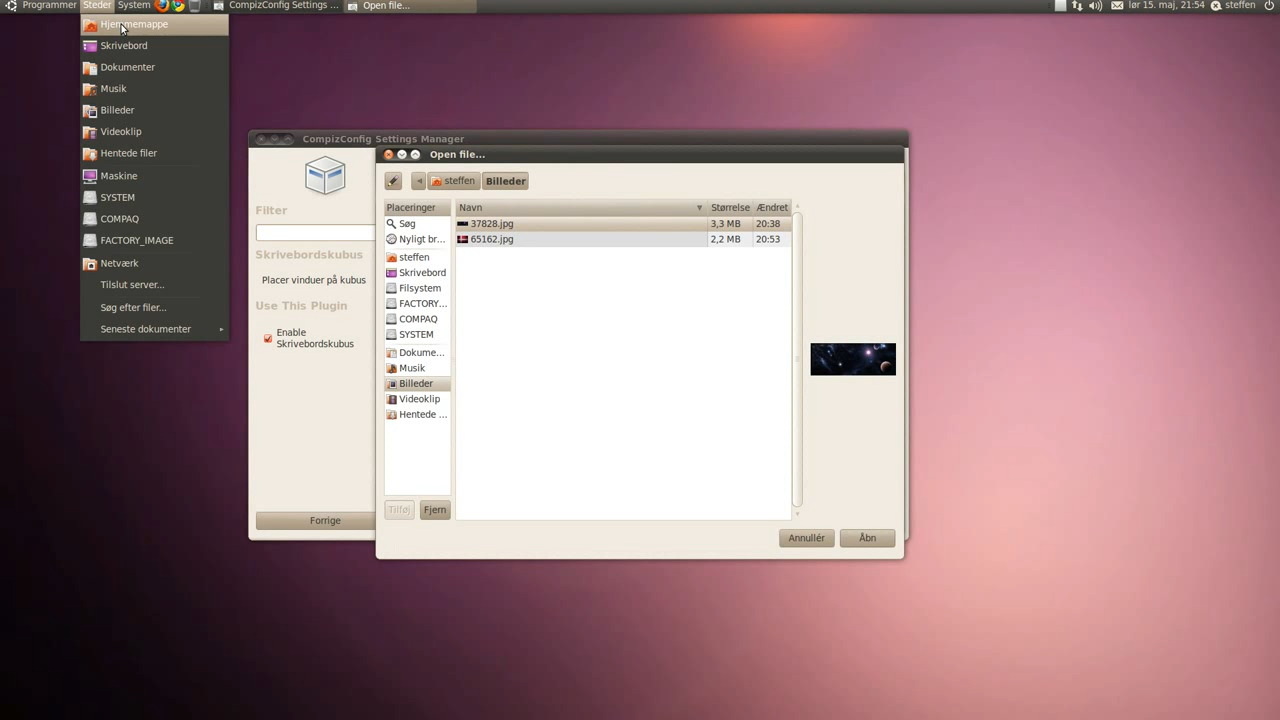 Programmer Steder System CompizConfig Settings ... Open file... lør 15. maj, 21:54 steffen
Hjemmemappe
Skrivebord
Dokumenter
Musik
Billeder
Videoklip
Hentede filer
Maskine
SYSTEM
COMPAQ
FACTORY_IMAGE
Netværk
Tilslut server...
Søg efter filer...
Seneste dokumenter
CompizConfig Settings Manager
Filter
Skrivebordskubus
Placer vinduer på kubus
Use This Plugin
Enable
Skrivebordskubus
Forrige
Open file...
steffen Billeder
Placeringer
Søg
Nyligt br...
steffen
Skrivebord
Filsystem
FACTORY...
COMPAQ
SYSTEM
Dokume...
Musik
Billeder
Videoklip
Hentede ...
Tilføj Fjern
Navn Størrelse Ændret
37828.jpg 3,3 MB 20:38
65162.jpg 2,2 MB 20:53
Annullér Åbn